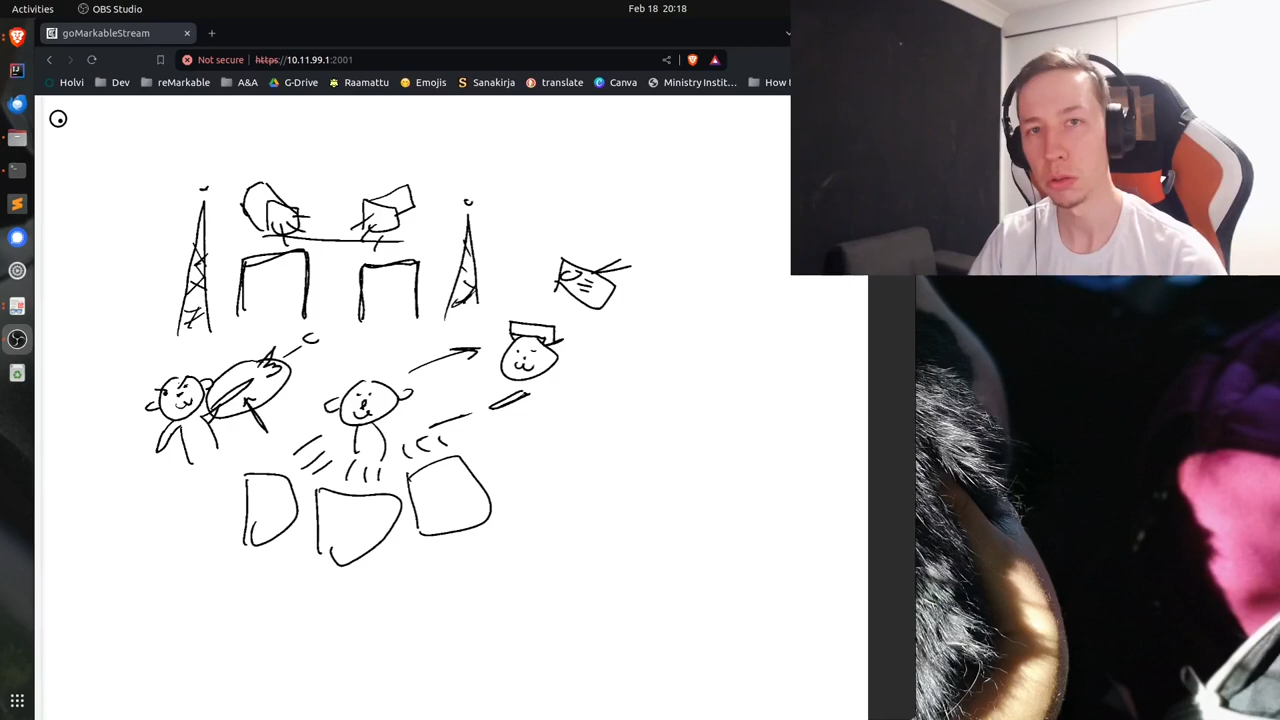 Activities
OBS Studio
Feb 18 20:18
goMarkableStream
Not secure
https://10.11.99.1:2001
Holvi
Dev
reMarkable
A&A
G-Drive
Raamattu
Emojis
Sanakirja
translate
Canva
Ministry Instit...
How